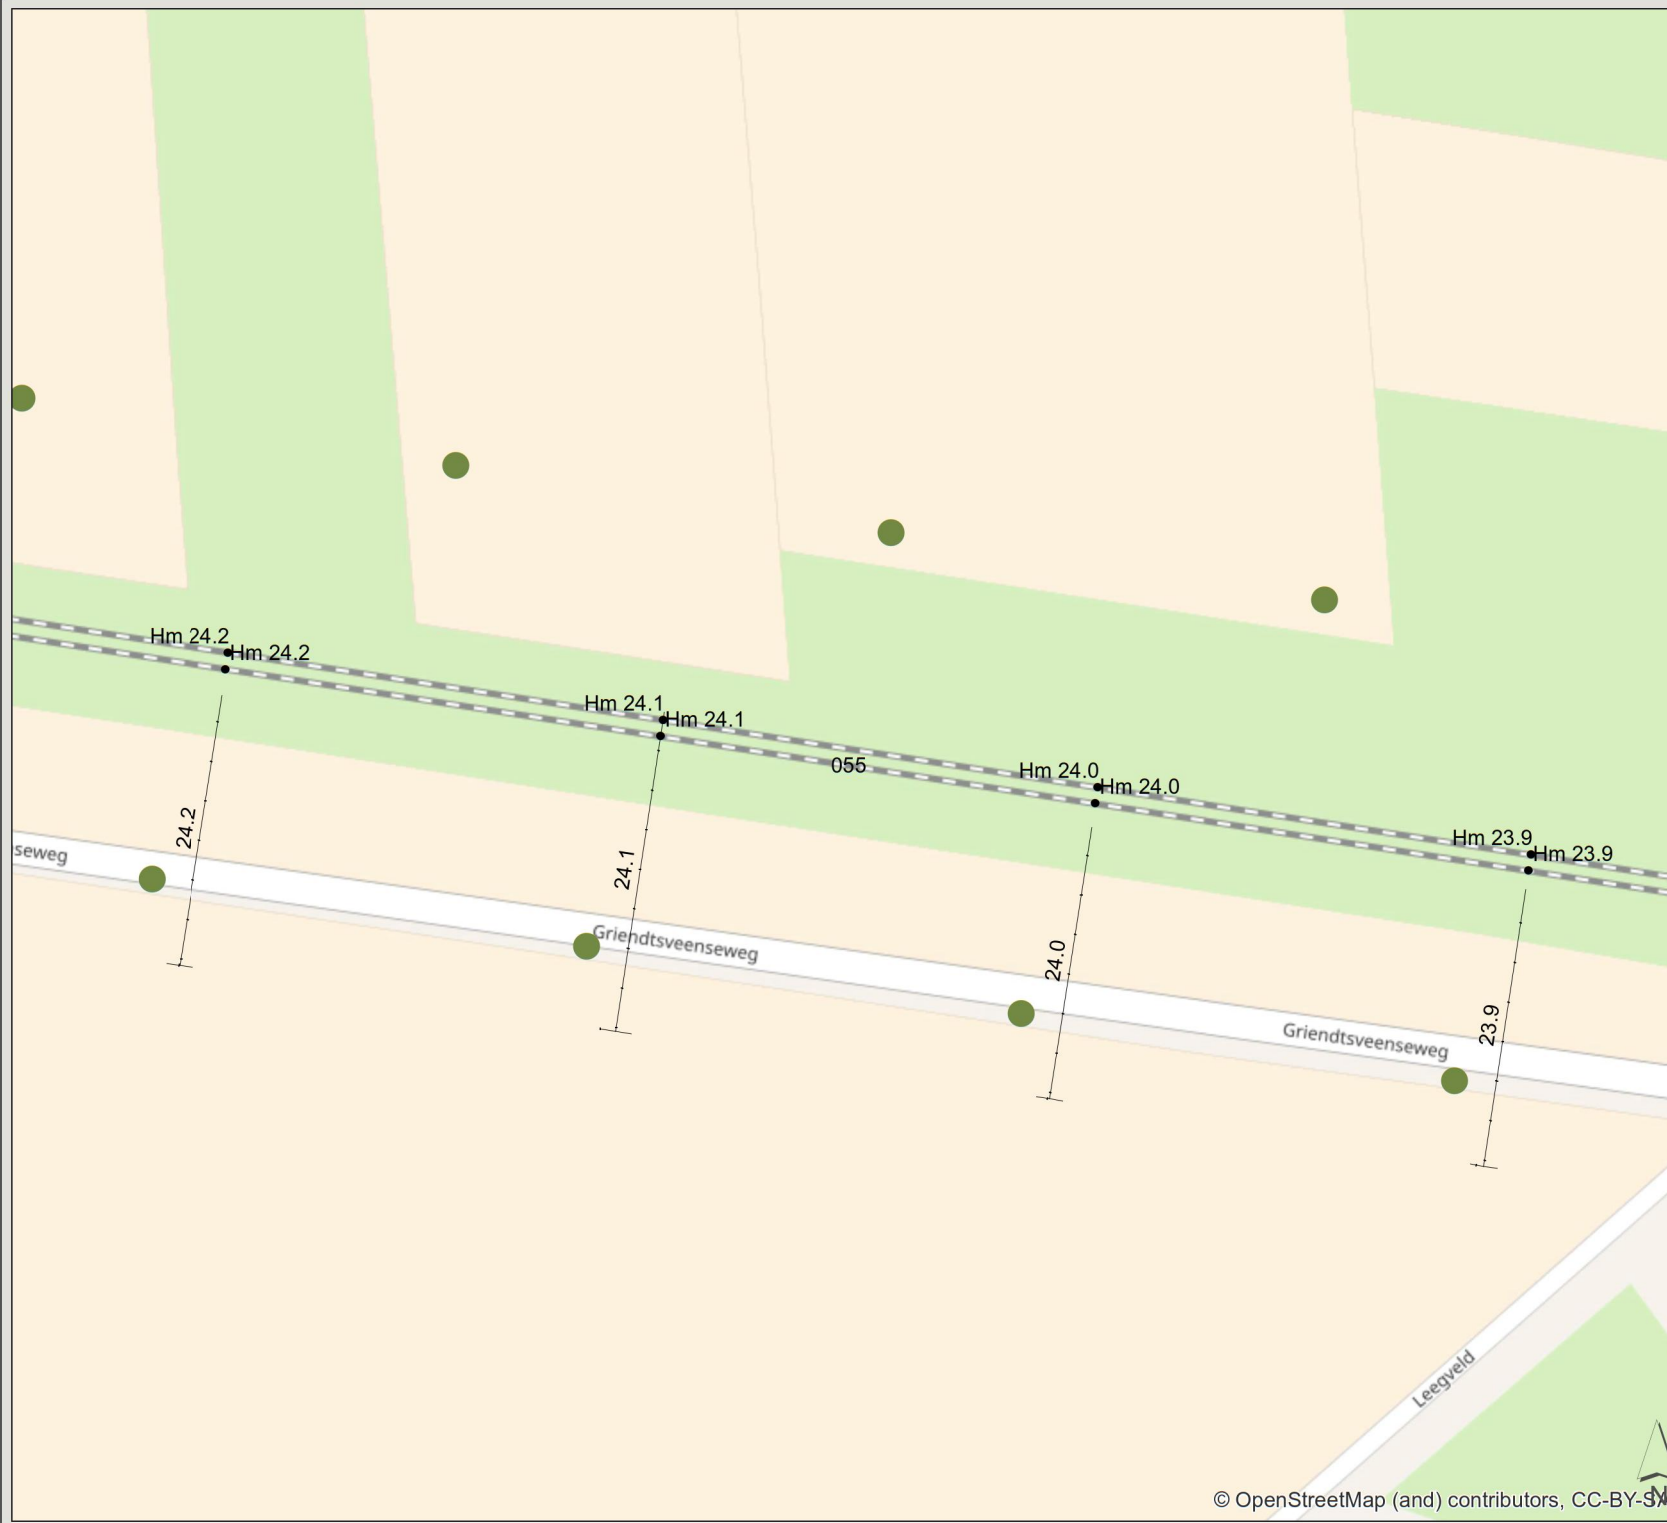 Hm 24.2
Hm 24.2
Hm 24.1
Hm 24.1
055
Hm 24.0
Hm 24.0
Hm 23.9
Hm 23.9
24.2
24.1
24.0
23.9
seweg
Griendtsveenseweg
Griendtsveenseweg
Leegveld
N
© OpenStreetMap (and) contributors, CC-BY-SA